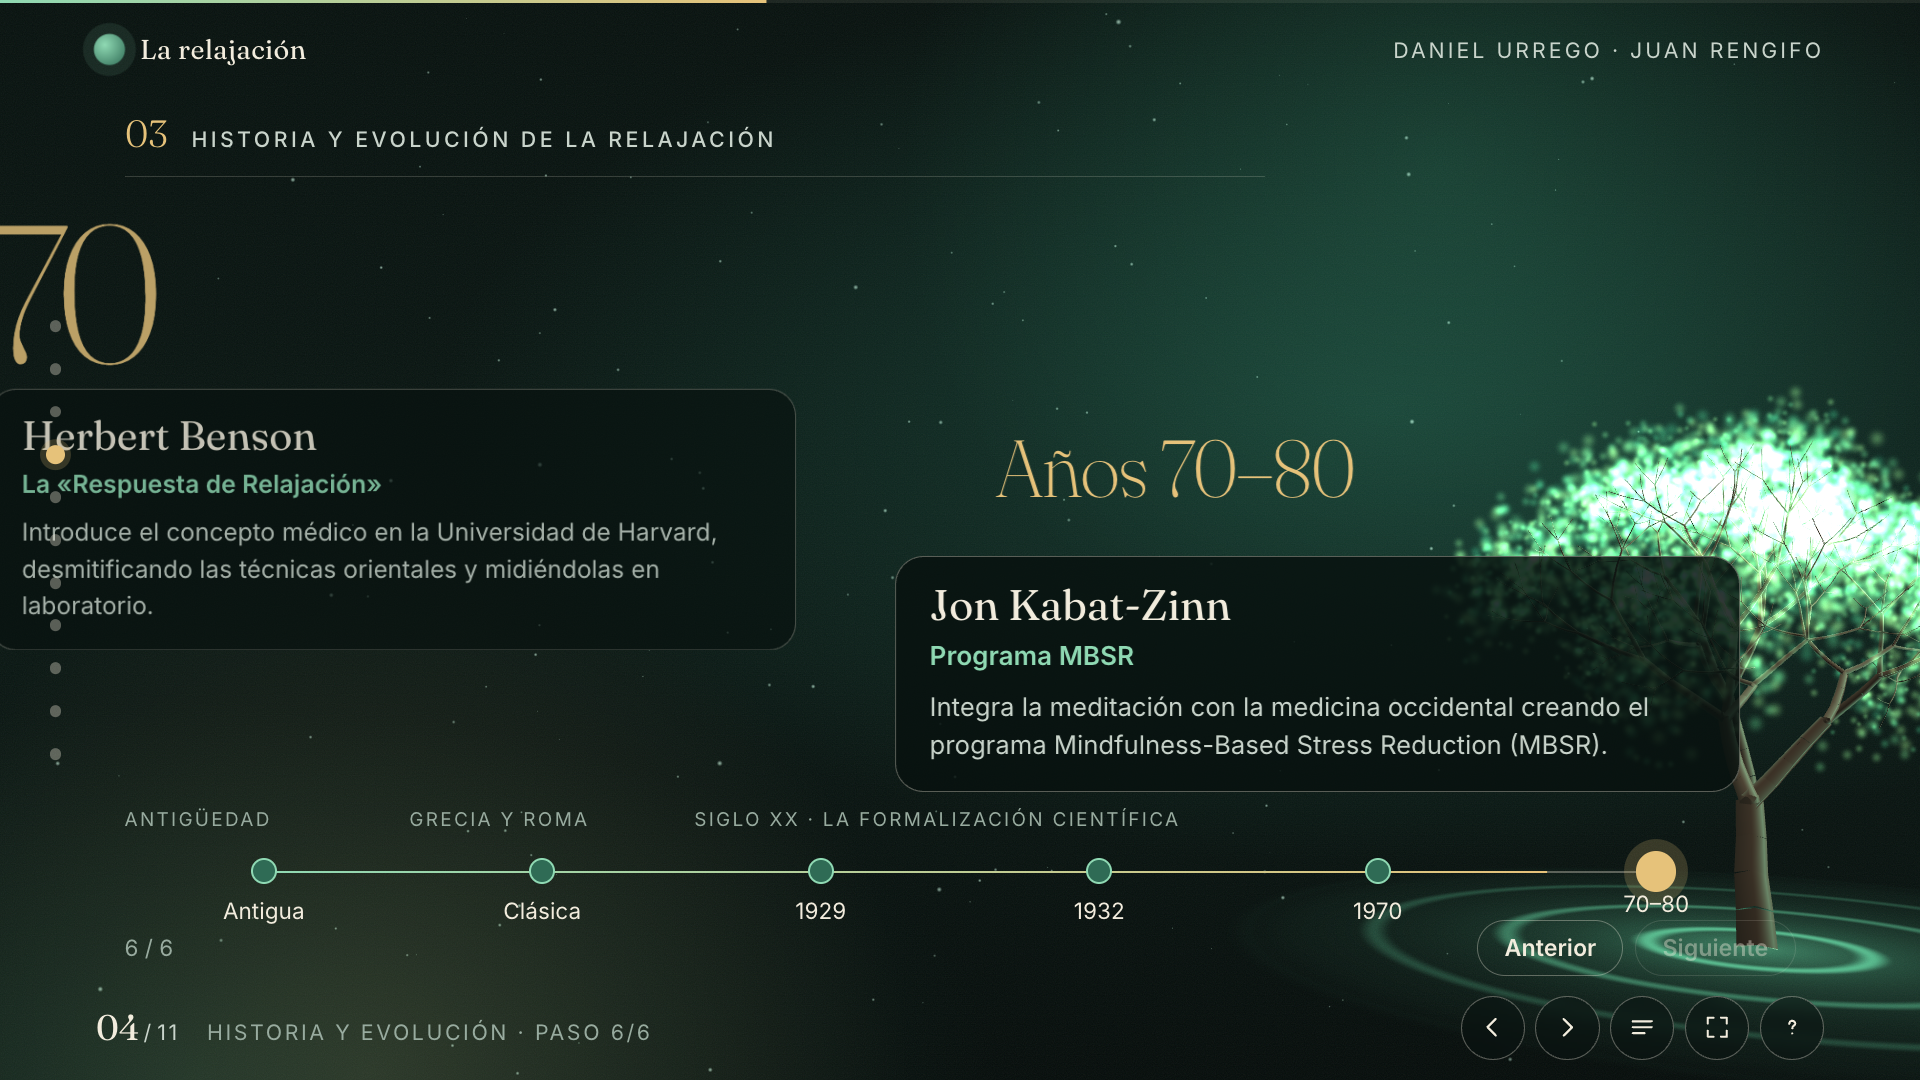 La relajación
DANIEL URREGO · JUAN RENGIFO
03 HISTORIA Y EVOLUCIÓN DE LA RELAJACIÓN
70
Herbert Benson
La «Respuesta de Relajación»
Introduce el concepto médico en la Universidad de Harvard,
desmitificando las técnicas orientales y midiéndolas en
laboratorio.
Años 70–80
Jon Kabat-Zinn
Programa MBSR
Integra la meditación con la medicina occidental creando el
programa Mindfulness-Based Stress Reduction (MBSR).
ANTIGÜEDAD GRECIA Y ROMA SIGLO XX · LA FORMALIZACIÓN CIENTÍFICA
Antigua Clásica 1929 1932 1970 70–80
6 / 6 Anterior Siguiente
04 / 11 HISTORIA Y EVOLUCIÓN · PASO 6/6 ?